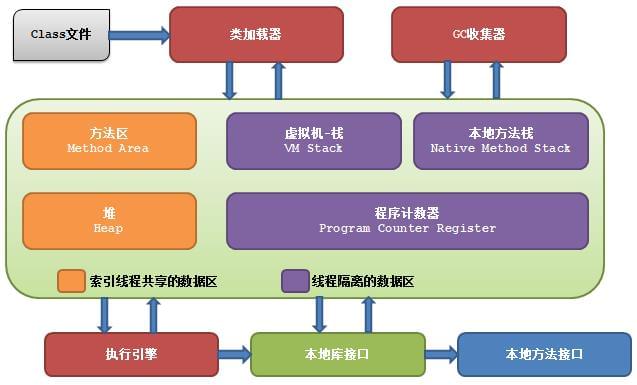 Class文件
类加载器
GC收集器
方法区
Method Area
虚拟机-栈
VM Stack
本地方法栈
Native Method Stack
堆
Heap
程序计数器
Program Counter Register
索引线程共享的数据区
线程隔离的数据区
执行引擎
本地库接口
本地方法接口